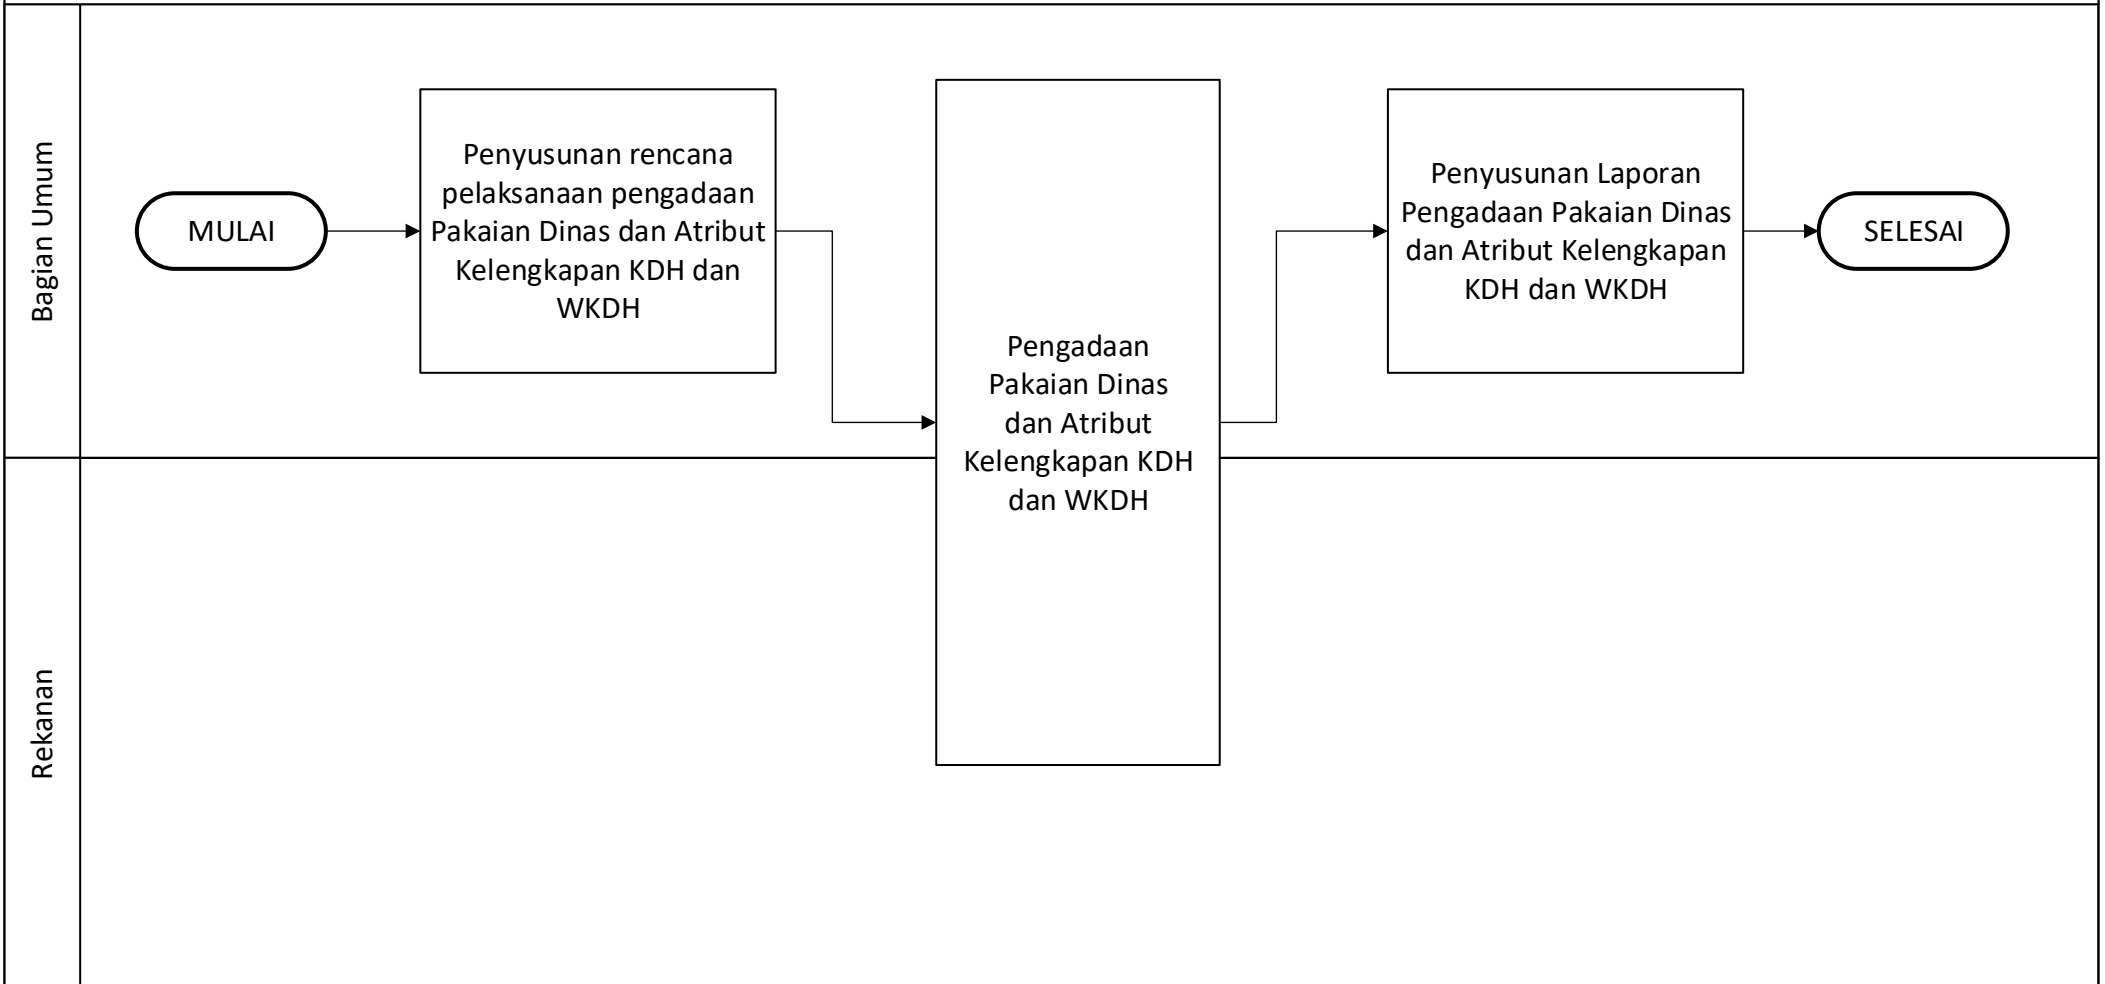 Bagian Umum
MULAI
Penyusunan rencana
pelaksanaan pengadaan
Pakaian Dinas dan Atribut
Kelengkapan KDH dan
WKDH
Pengadaan
Pakaian Dinas
dan Atribut
Kelengkapan KDH
dan WKDH
Penyusunan Laporan
Pengadaan Pakaian Dinas
dan Atribut Kelengkapan
KDH dan WKDH
SELESAI
Rekanan